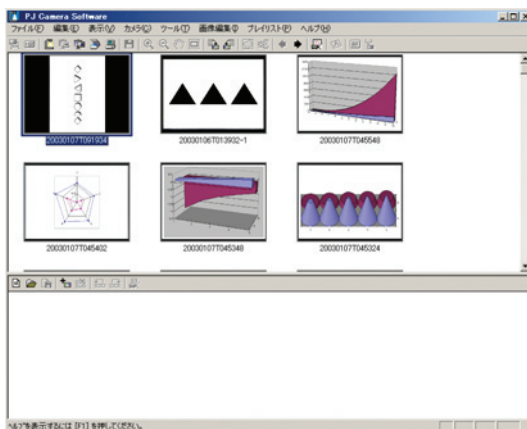 PJ Camera Software
ファイル(F) 編集(E) 表示(V) カメラ(C) ツール(T) 画像編集(I) プレイリスト(P) ヘルプ(H)
20030107T091934 20030106T013932-1 20030107T045548
20030107T045402 20030107T045348 20030107T045324
ヘルプを表示するには [F1] を押してください。